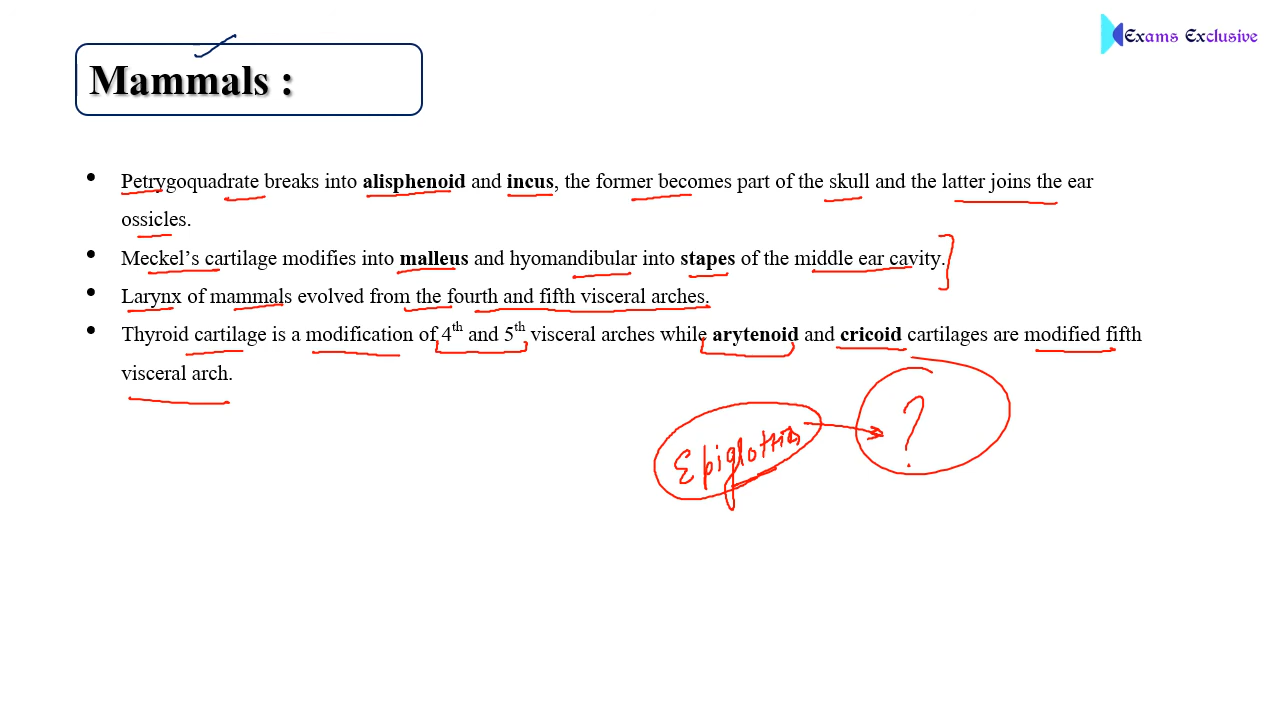 Exams Exclusive
Mammals :
• Petrygoquadrate breaks into alisphenoid and incus, the former becomes part of the skull and the latter joins the ear
ossicles.
• Meckel’s cartilage modifies into malleus and hyomandibular into stapes of the middle ear cavity.
• Larynx of mammals evolved from the fourth and fifth visceral arches.
• Thyroid cartilage is a modification of 4th and 5th visceral arches while arytenoid and cricoid cartilages are modified fifth
visceral arch.
Epiglottis
?